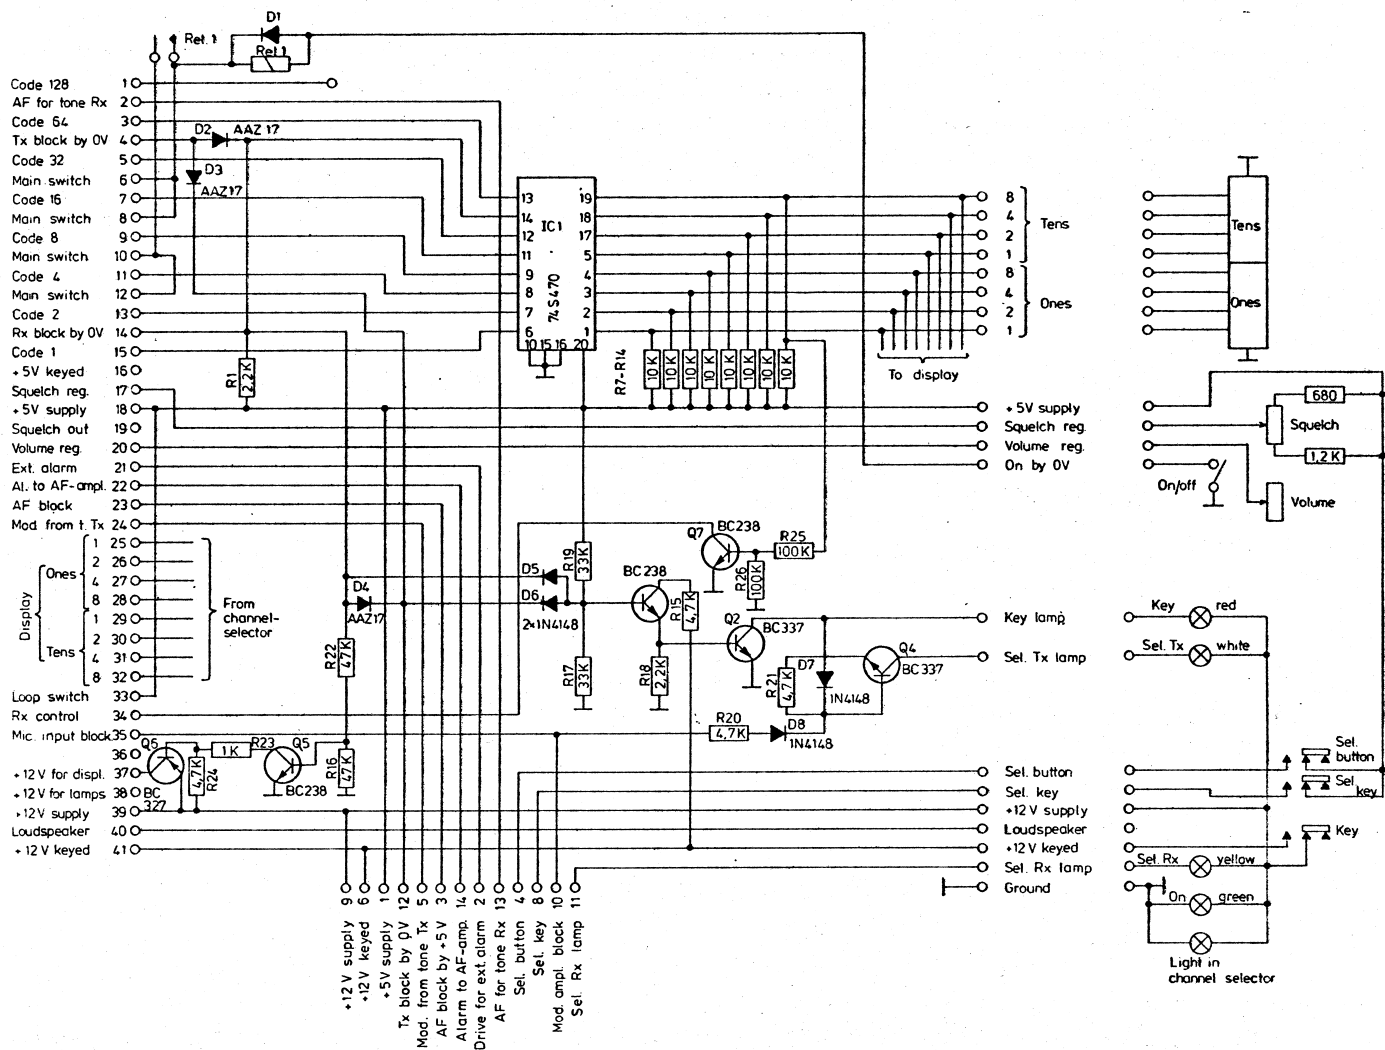 D1
Ret.1
Ret.1
Code 128 1
AF for tone Rx 2
Code 64 3
Tx block by 0V 4
Code 32 5
Main switch 6
Code 16 7
Main switch 8
Code 8 9
Main switch 10
Code 4 11
Main switch 12
Code 2 13
Rx block by 0V 14
Code 1 15
+5V keyed 16
Squelch reg. 17
+5V supply 18
Squelch out 19
Volume reg. 20
Ext. alarm 21
Al. to AF-ampl. 22
AF block 23
Mod. from t. Tx 24
1 25
2 26
4 27
8 28
1 29
2 30
4 31
8 32
Ones
Tens
Display
From
channel-
selector
Loop switch 33
Rx control 34
Mic. input block 35
36
+12V for displ. 37
+12V for lamps 38
+12V supply 39
Loudspeaker 40
+12V keyed 41
D2 AAZ17
D3
AAZ17
R1
2,2K
13
14
12
11
9
8
7
6
10 15 16 20
IC1
74S470
19
18
17
5
4
3
2
1
R7-R14
10K
10K
10K
10K
10K
10K
10K
10K
To display
8
4
2
1
Tens
8
4
2
1
Ones
+5V supply
Squelch reg.
Volume reg.
On by 0V
Tens
Ones
680
Squelch
1,2K
On/off
Volume
Q7
BC238
R25
100K
R26
100K
R19
33K
D5
D6
2x1N4148
D4
AAZ17
BC238
R15
4,7K
Q2
BC337
R22
47K
R17
33K
R18
2,2K
D7
1N4148
R21
4,7K
Q4
BC337
R20
4,7K
D8
1N4148
Q6
BC
327
1K
R23
4,7K
R24
Q5
BC238
R16
47K
Key lamp
Sel. Tx lamp
Sel. button
Sel. key
+12V supply
Loudspeaker
+12V keyed
Sel. Rx lamp
Ground
Key red
Sel. Tx white
Sel.
button
Sel.
key
Key
Sel. Rx yellow
On green
Light in
channel selector
+12V supply 9
+12V keyed 6
+5V supply 1
Tx block by 0V 12
Mod. from tone Tx 5
AF block by +5V 3
Alarm to AF-amp. 14
Drive for ext.alarm 2
AF for tone Rx 13
Sel. button 4
Sel. key 8
Mod. ampl. block 10
Sel. Rx lamp 11